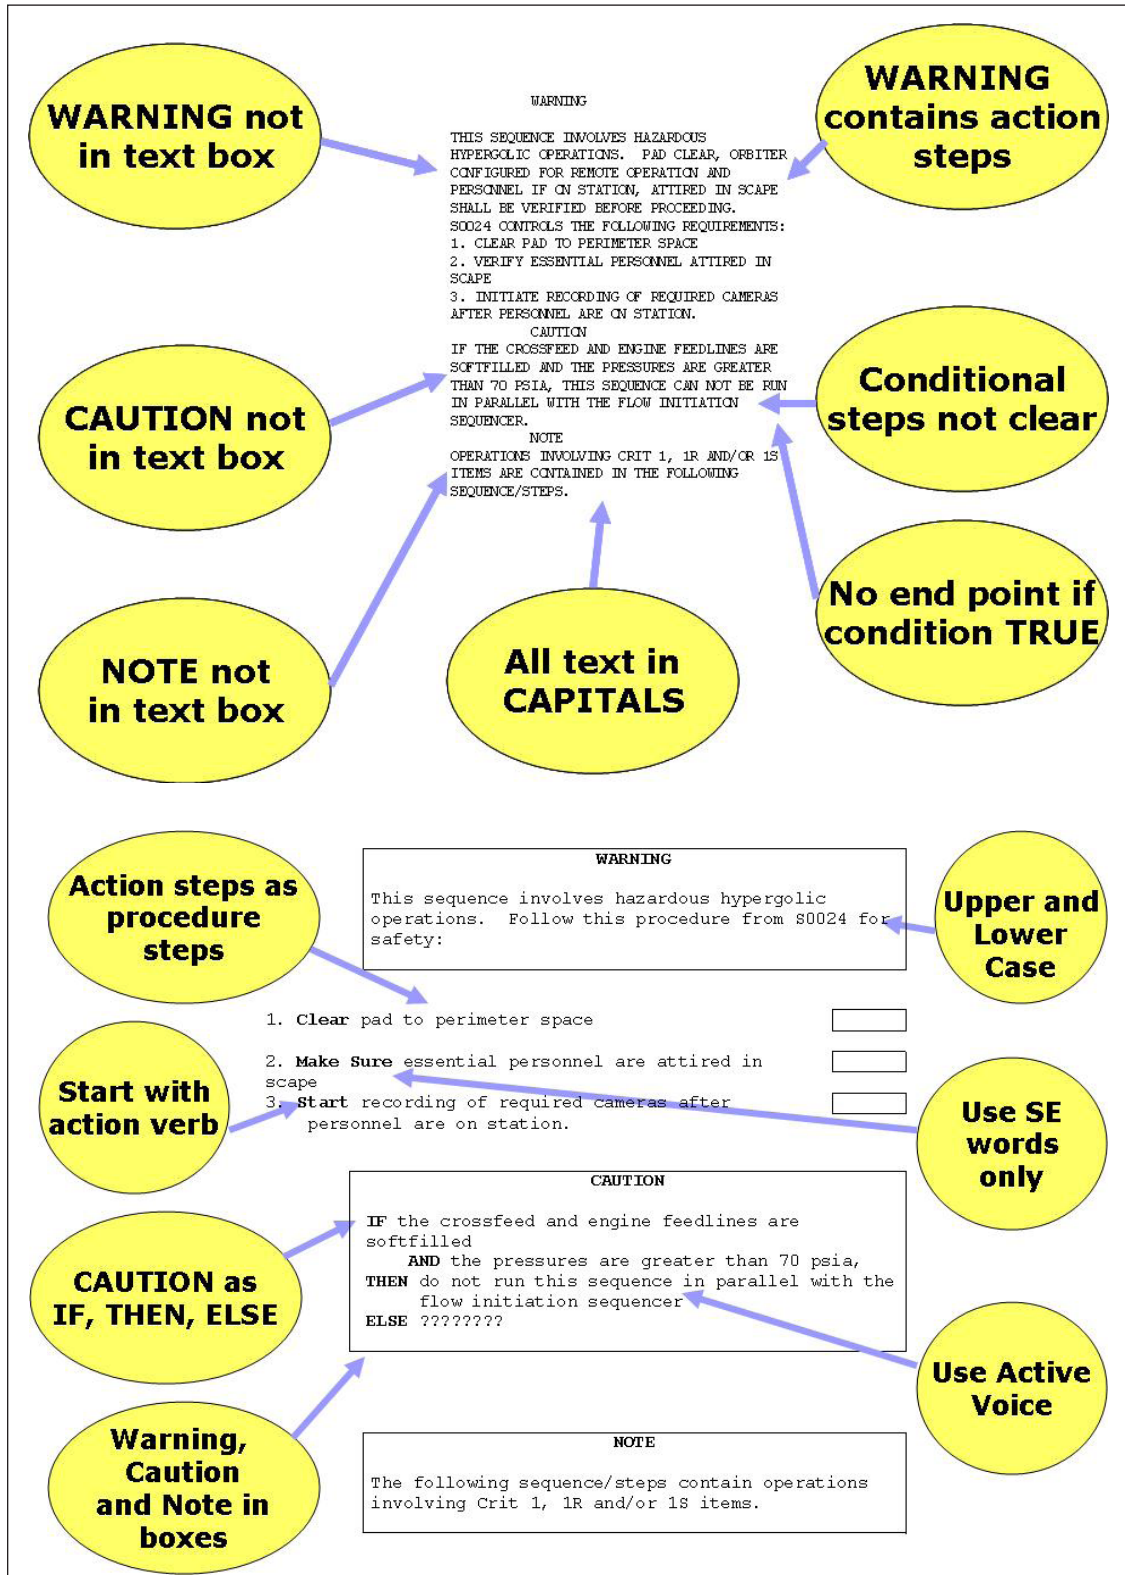 WARNING not
in text box
WARNING
contains action
steps
WARNING
THIS SEQUENCE INVOLVES HAZARDOUS
HYPERGOLIC OPERATIONS.  PAD CLEAR, ORBITER
CONFIGURED FOR REMOTE OPERATION AND
PERSONNEL IF ON STATION, ATTIRED IN SCAPE
SHALL BE VERIFIED BEFORE PROCEEDING.
S0024 CONTROLS THE FOLLOWING REQUIREMENTS:
1. CLEAR PAD TO PERIMETER SPACE
2. VERIFY ESSENTIAL PERSONNEL ATTIRED IN
SCAPE
3. INITIATE RECORDING OF REQUIRED CAMERAS
AFTER PERSONNEL ARE ON STATION.
CAUTION
IF THE CROSSFEED AND ENGINE FEEDLINES ARE
SOFTFILLED AND THE PRESSURES ARE GREATER
THAN 70 PSIA, THIS SEQUENCE CAN NOT BE RUN
IN PARALLEL WITH THE FLOW INITIATION
SEQUENCER.
NOTE
OPERATIONS INVOLVING CRIT 1, 1R AND/OR 1S
ITEMS ARE CONTAINED IN THE FOLLOWING
SEQUENCE/STEPS.
CAUTION not
in text box
Conditional
steps not clear
NOTE not
in text box
All text in
CAPITALS
No end point if
condition TRUE
Action steps as
procedure
steps
WARNING
This sequence involves hazardous hypergolic
operations.  Follow this procedure from S0024 for
safety:
Upper and
Lower
Case
1. Clear pad to perimeter space
2. Make Sure essential personnel are attired in
scape
3. Start recording of required cameras after
personnel are on station.
Start with
action verb
Use SE
words
only
CAUTION
IF the crossfeed and engine feedlines are
softfilled
AND the pressures are greater than 70 psia,
THEN do not run this sequence in parallel with the
flow initiation sequencer
ELSE ????????
CAUTION as
IF, THEN, ELSE
Use Active
Voice
Warning,
Caution
and Note in
boxes
NOTE
The following sequence/steps contain operations
involving Crit 1, 1R and/or 1S items.